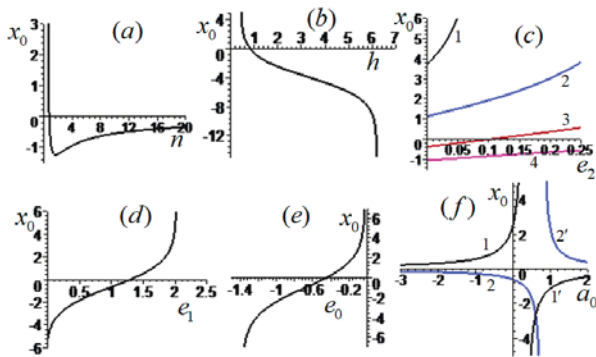 x₀ 3 2 1 0 -1 (a) 4 8 12 16 20 n
x₀ 4 0 -4 -8 -12 (b) 1 2 3 4 5 6 7 h
x₀ 6 5 4 3 2 1 0 -1 (c) 1 2 3 4 0.05 0.1 0.15 0.2 0.25 e₂
x₀ 6 4 2 0 -2 -4 -6 (d) 0.5 1 1.5 2 2.5 e₁
(e) x₀ 6 4 2 0 -2 -4 -6 -1.4 -1 -0.6 -0.2 e₀
(f) x₀ 4 2 0 -2 -4 1 2 2′ 1′ -3 -2 -1 1 2 a₀